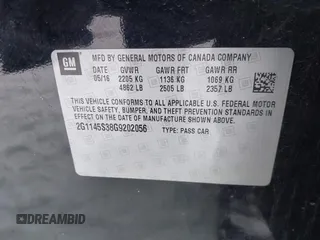 GM
MFD BY GENERAL MOTORS OF CANADA COMPANY
DATE GVWR GAWR FRT GAWR RR
05/16 2205 KG 1136 KG 1069 KG
4862 LB 2505 LB 2357 LB
THIS VEHICLE CONFORMS TO ALL APPLICABLE U.S. FEDERAL MOTOR
VEHICLE SAFETY, BUMPER, AND THEFT PREVENTION STANDARDS
IN EFFECT ON THE DATE OF MANUFACTURE SHOWN ABOVE.
2G1145S38G9202056 TYPE: PASS CAR
DREAMBID